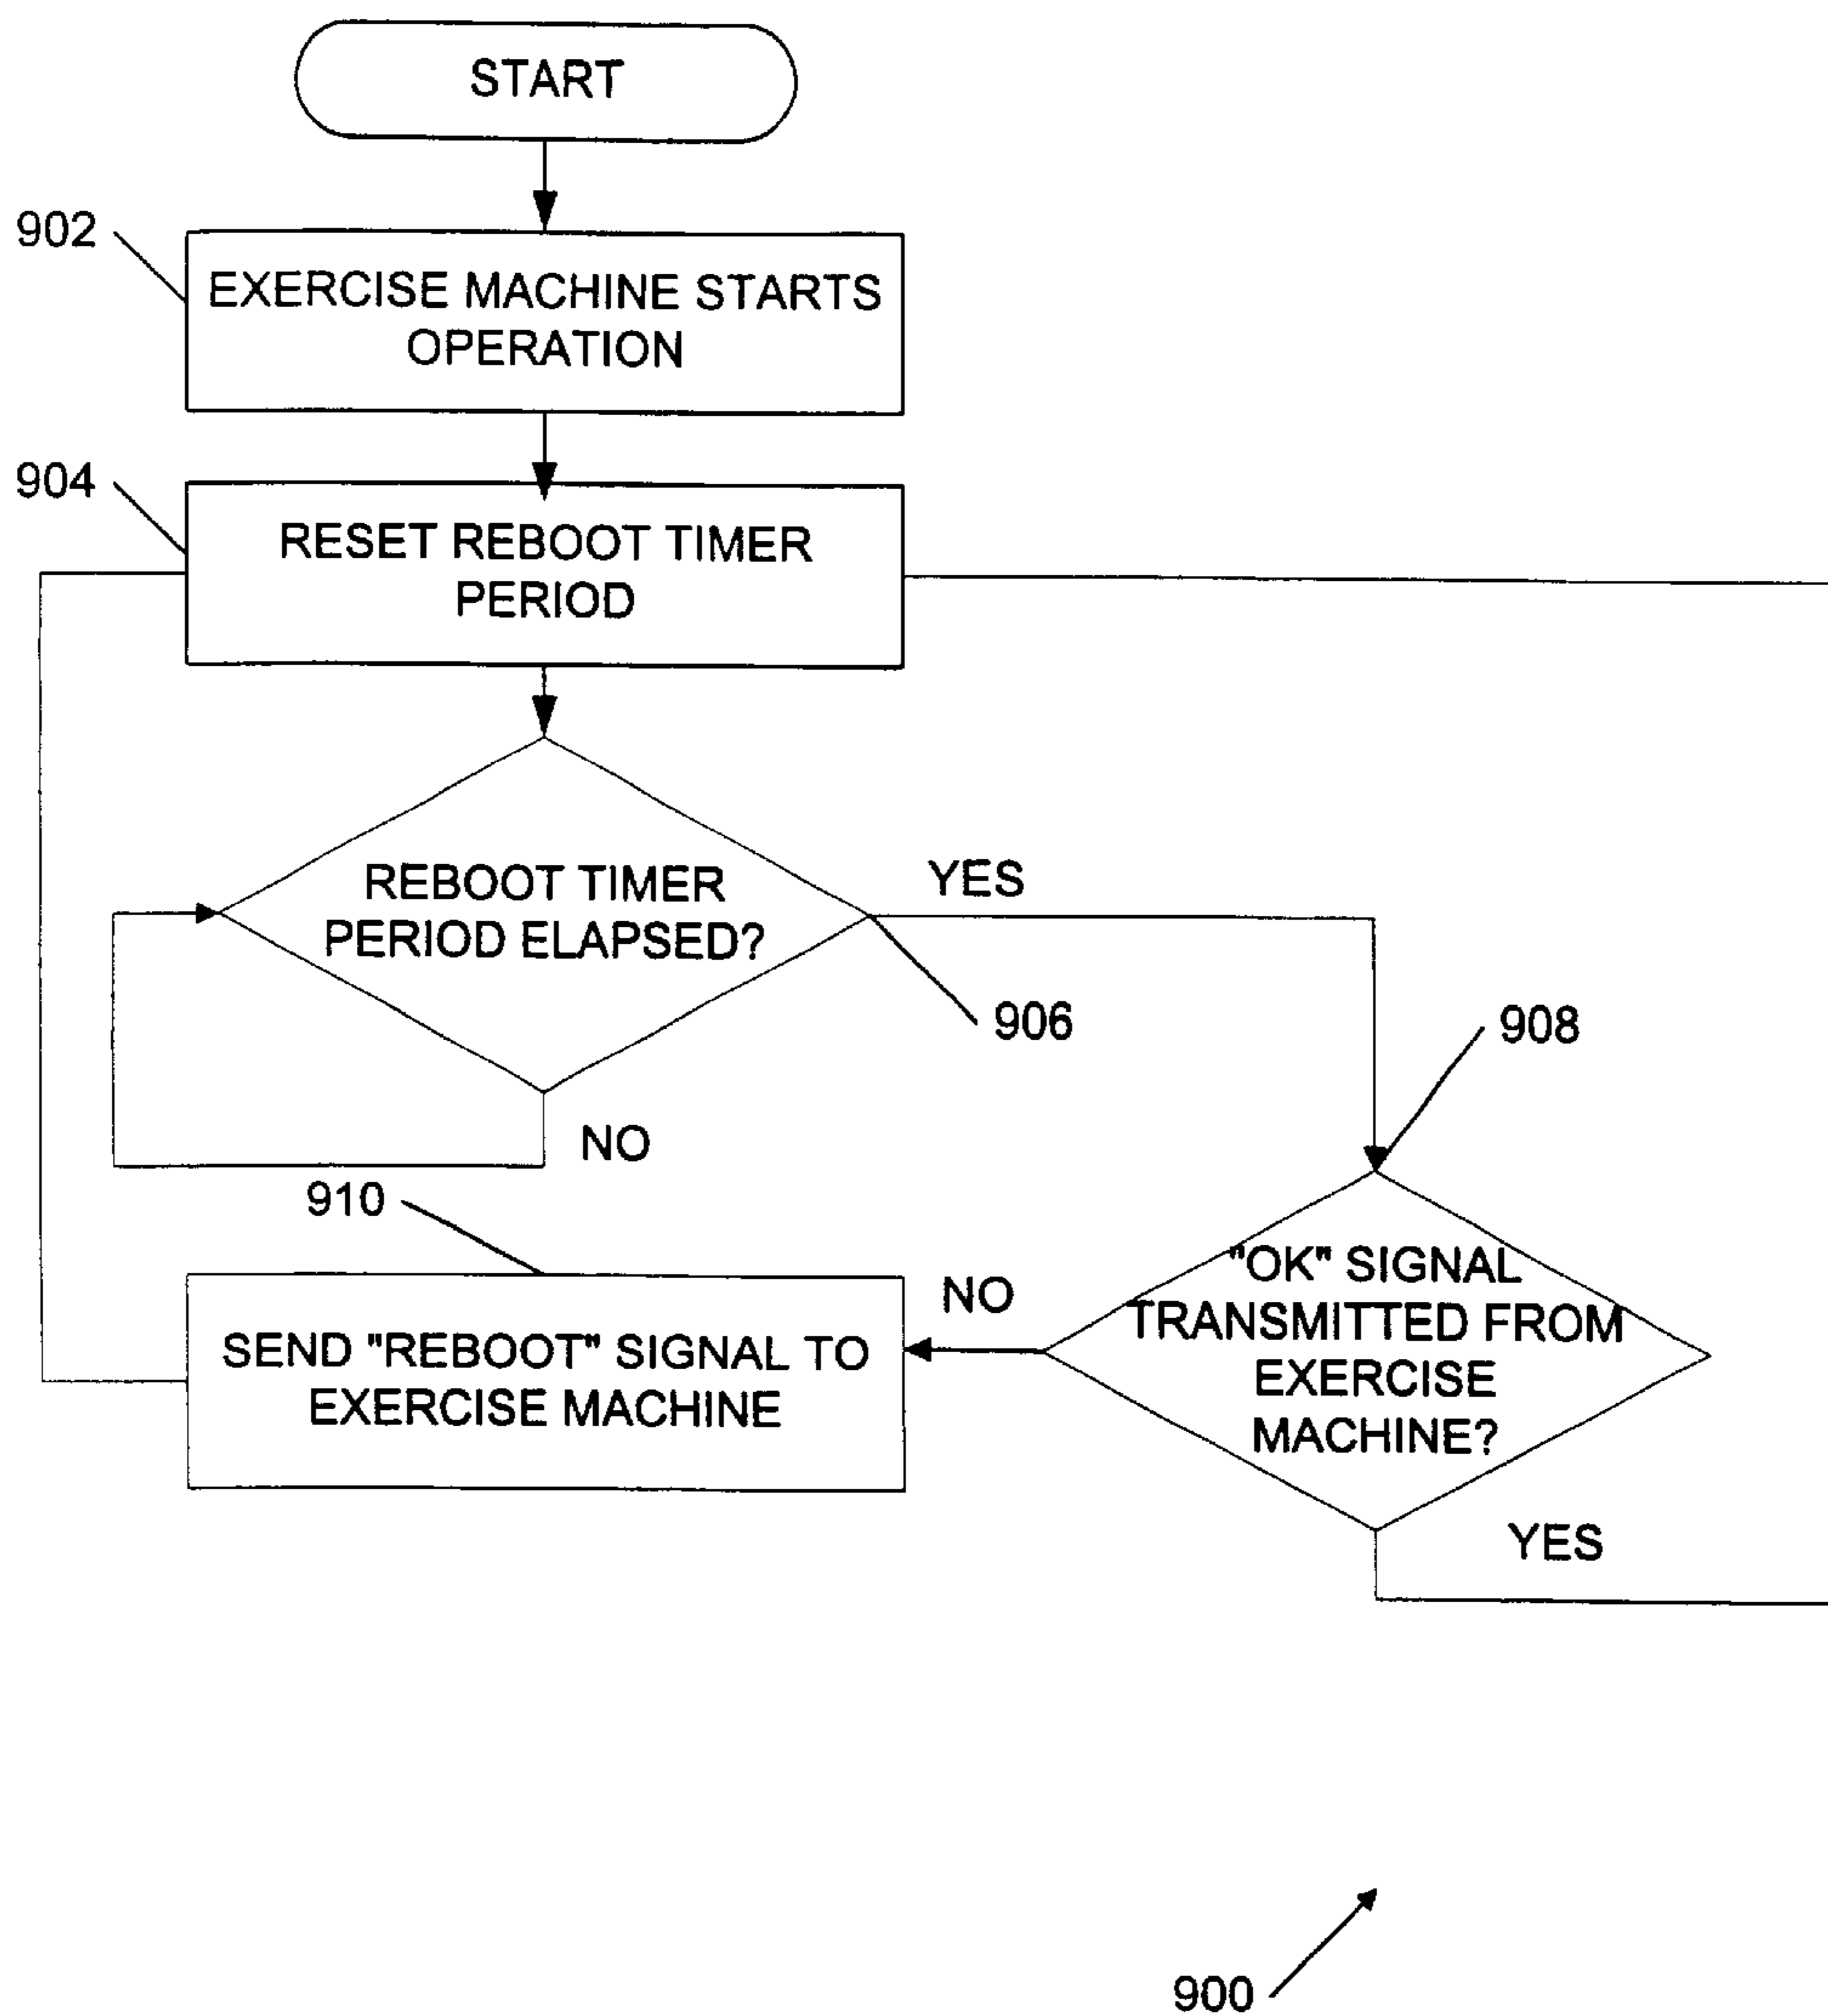 START
902
EXERCISE MACHINE STARTS
OPERATION
904
RESET REBOOT TIMER
PERIOD
REBOOT TIMER
PERIOD ELAPSED?
YES
906
908
NO
910
"OK" SIGNAL
TRANSMITTED FROM
EXERCISE
MACHINE?
NO
SEND "REBOOT" SIGNAL TO
EXERCISE MACHINE
YES
900